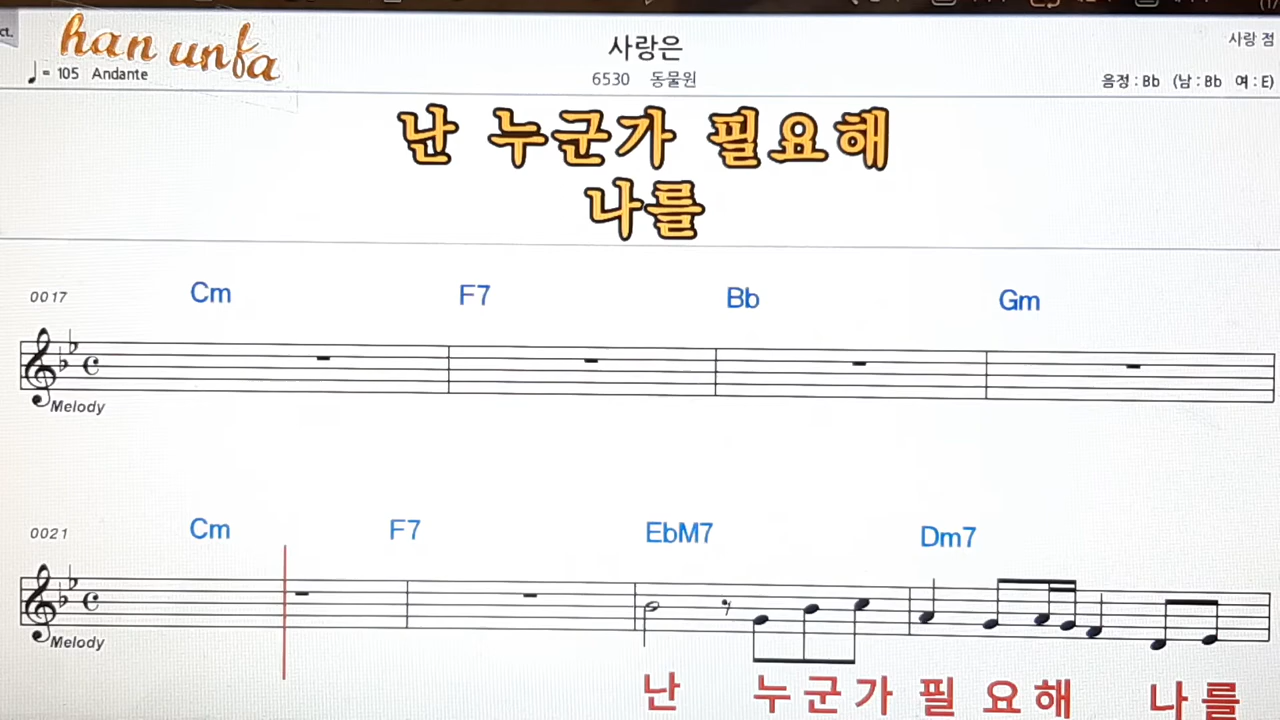 ct.
han unfa
사랑은
사랑 점
= 105 Andante
6530 동물원
음정 : Bb (남 : Bb 여 : E)
난 누군가 필요해
나를
0017 Cm F7 Bb Gm
Melody
0021 Cm F7 EbM7 Dm7
Melody
난 누군가 필요해 나를